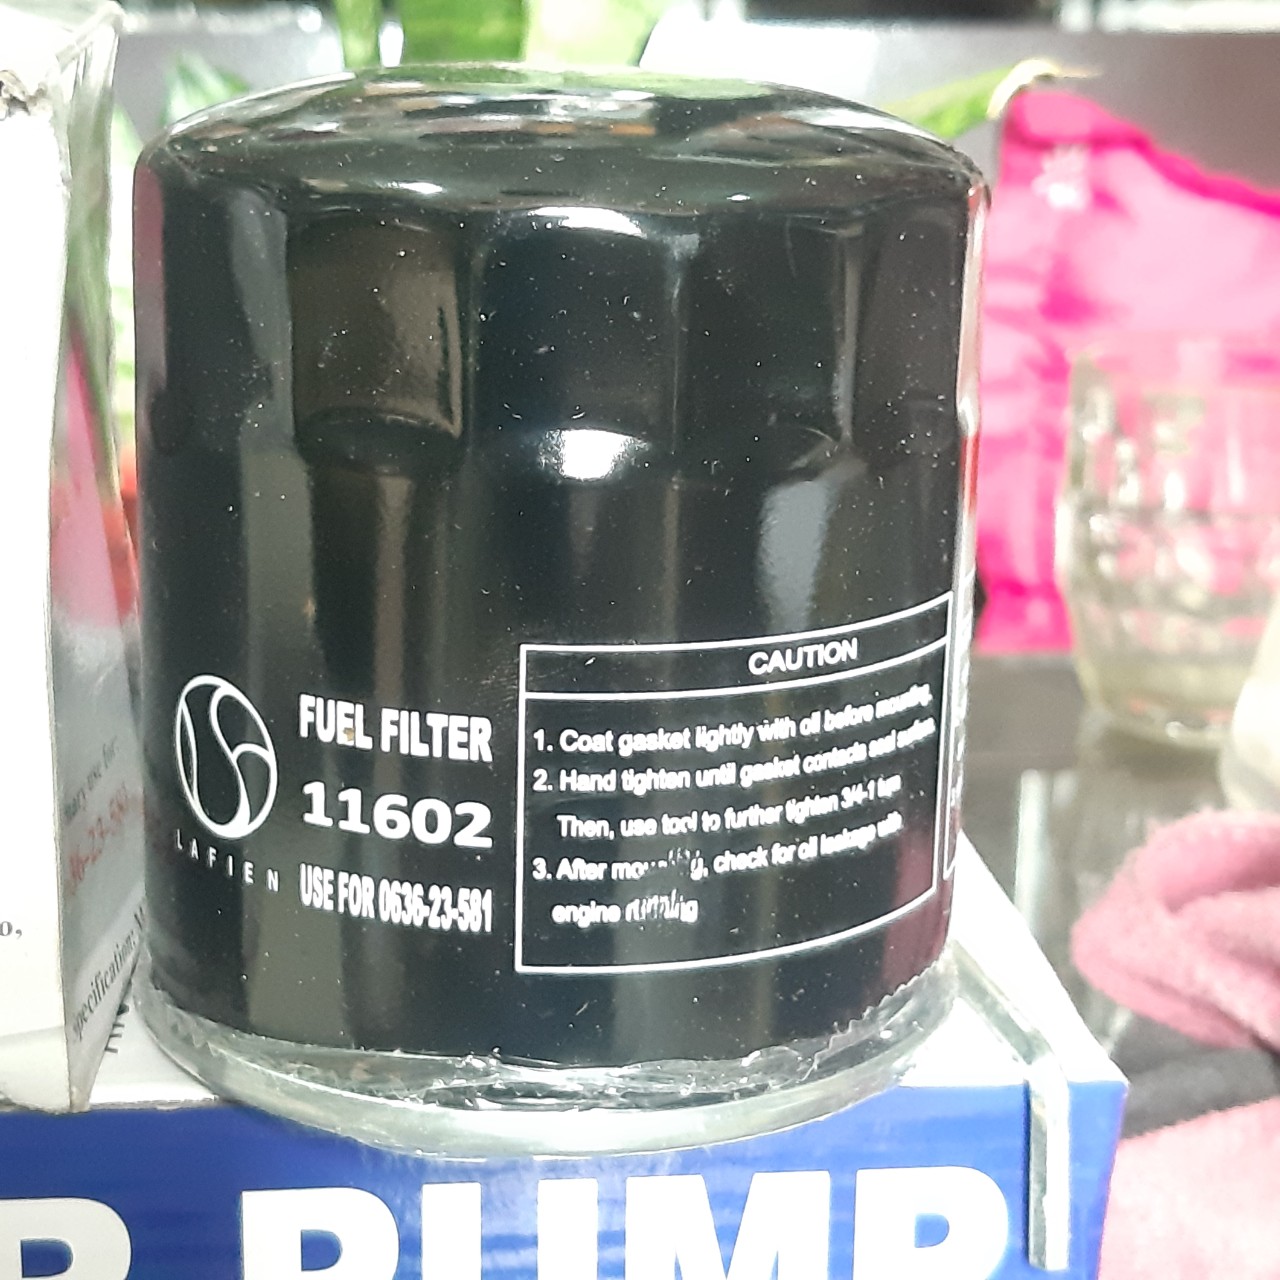 FUEL FILTER
11602
USE FOR 0636-23-581
LAFIEN
CAUTION
1. Coat gasket lightly with oil before mounting.
2. Hand tighten until gasket contacts seal surface.
Then, use tool to further tighten 3/4-1 turn
3. After mounting, check for oil leakage with
engine running
specification:
PUMP